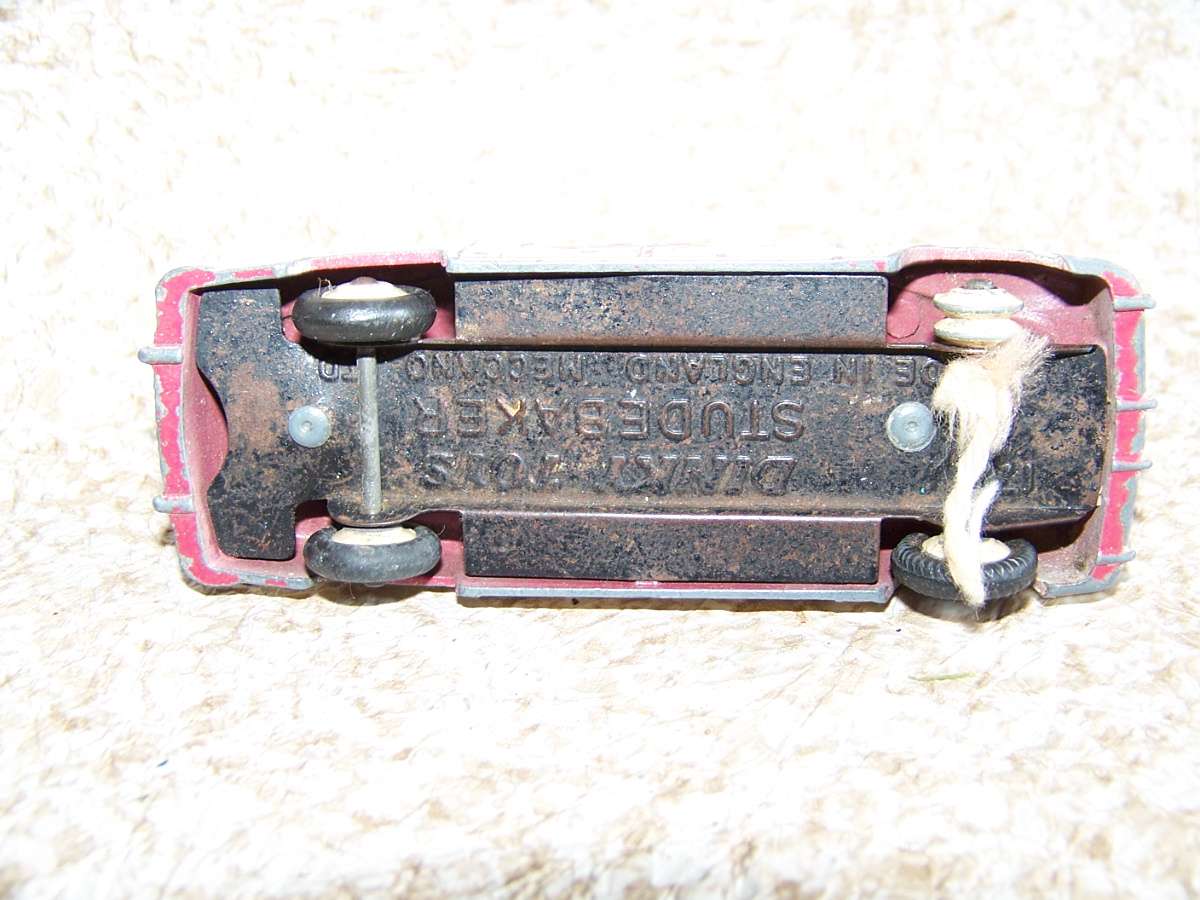 DINKY TOYS
STUDEBAKER
DE IN ENGLAND MECCANO